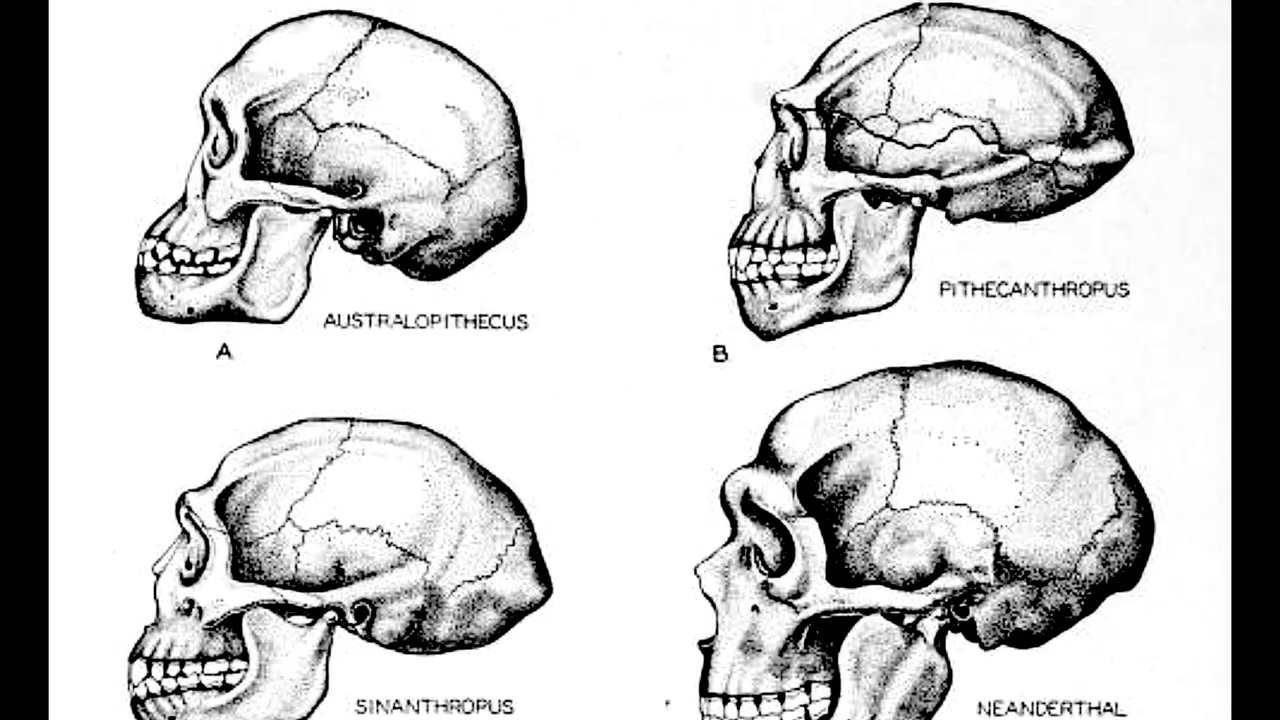 AUSTRALOPITHECUS
A
PITHECANTHROPUS
B
SINANTHROPUS
NEANDERTHAL